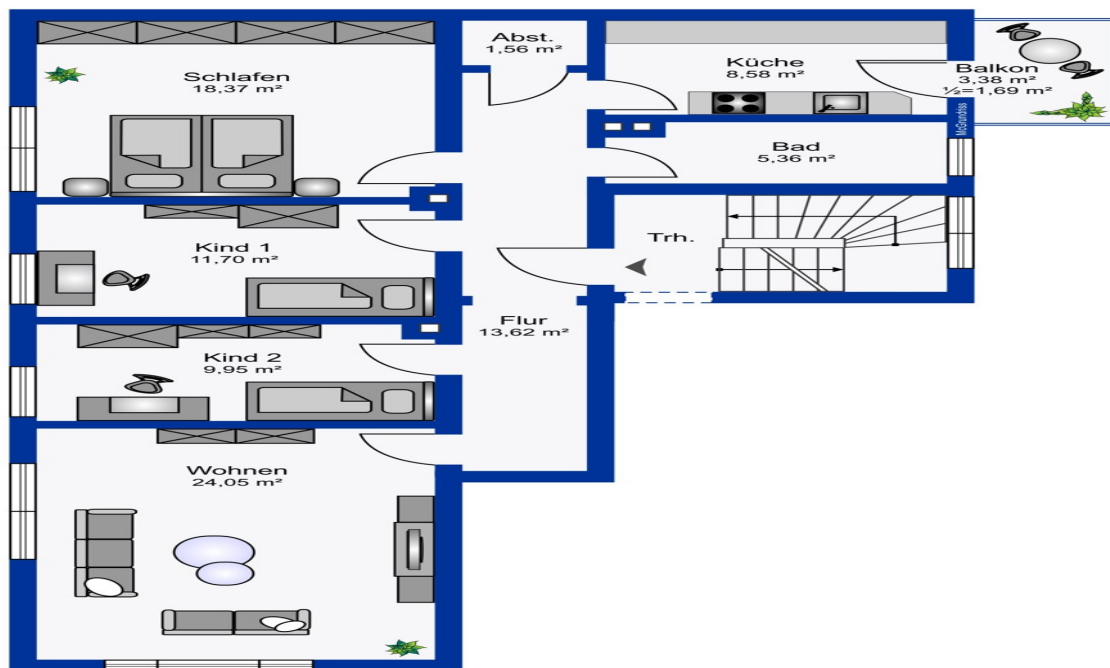 Abst.
1,56 m²
Schlafen
18,37 m²
Küche
8,58 m²
Balkon
3,38 m²
½=1,69 m²
McGrundriss
Bad
5,36 m²
Kind 1
11,70 m²
Trh.
Flur
13,62 m²
Kind 2
9,95 m²
Wohnen
24,05 m²